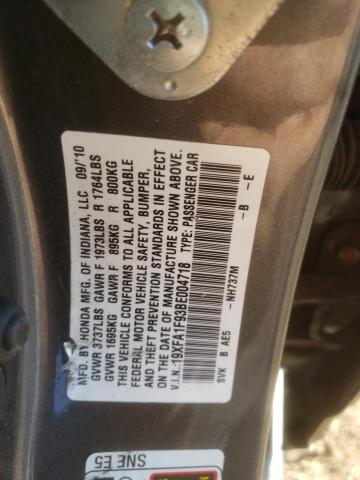 MFD. BY HONDA MFG. OF INDIANA, LLC 09/'10
GVWR 3737LBS GAWR F 1973LBS R 1764LBS
GVWR 1695KG GAWR F 895KG R 800KG
THIS VEHICLE CONFORMS TO ALL APPLICABLE
FEDERAL MOTOR VEHICLE SAFETY, BUMPER,
AND THEFT PREVENTION STANDARDS IN EFFECT
ON THE DATE OF MANUFACTURE SHOWN ABOVE.
V.I.N.:19XFA1F93BE004718 TYPE: PASSENGER CAR
-NH737M -B -E
SVK B AE5
SNE E5